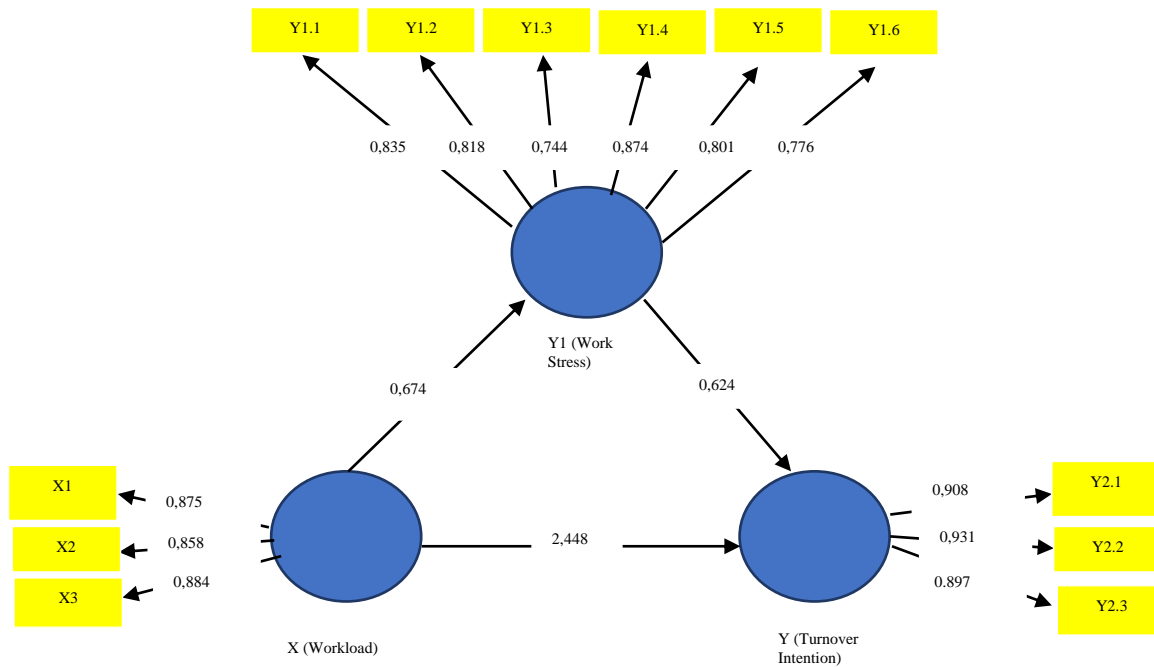 Y1.1 Y1.2 Y1.3 Y1.4 Y1.5 Y1.6
0,835 0,818 0,744 0,874 0,801 0,776
Y1 (Work
Stress)
0,674 0,624
X1 0,875 0,908 Y2.1
X2 0,858 2,448 0,931 Y2.2
X3 0,884 0.897 Y2.3
X (Workload)
Y (Turnover
Intention)